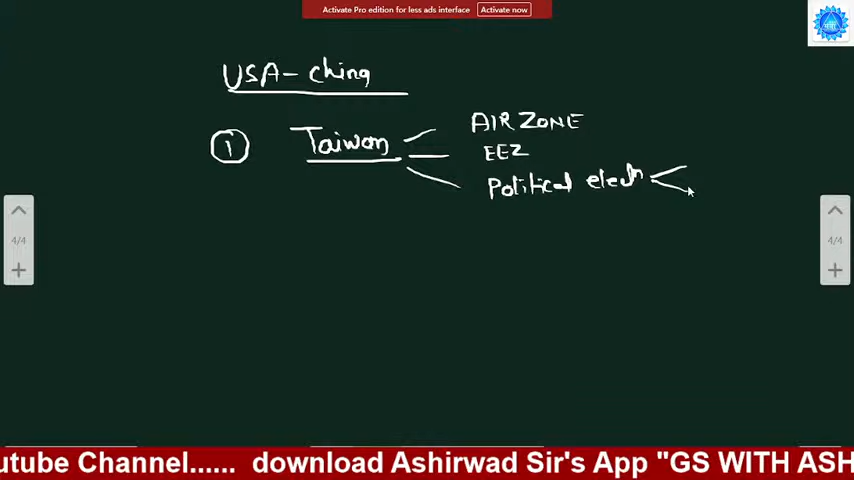 Activate Pro edition for less ads interface Activate now
USA - China
1 Taiwan
AIR ZONE
EEZ
Political electn
4/4
4/4
utube Channel...... download Ashirwad Sir's App "GS WITH ASH